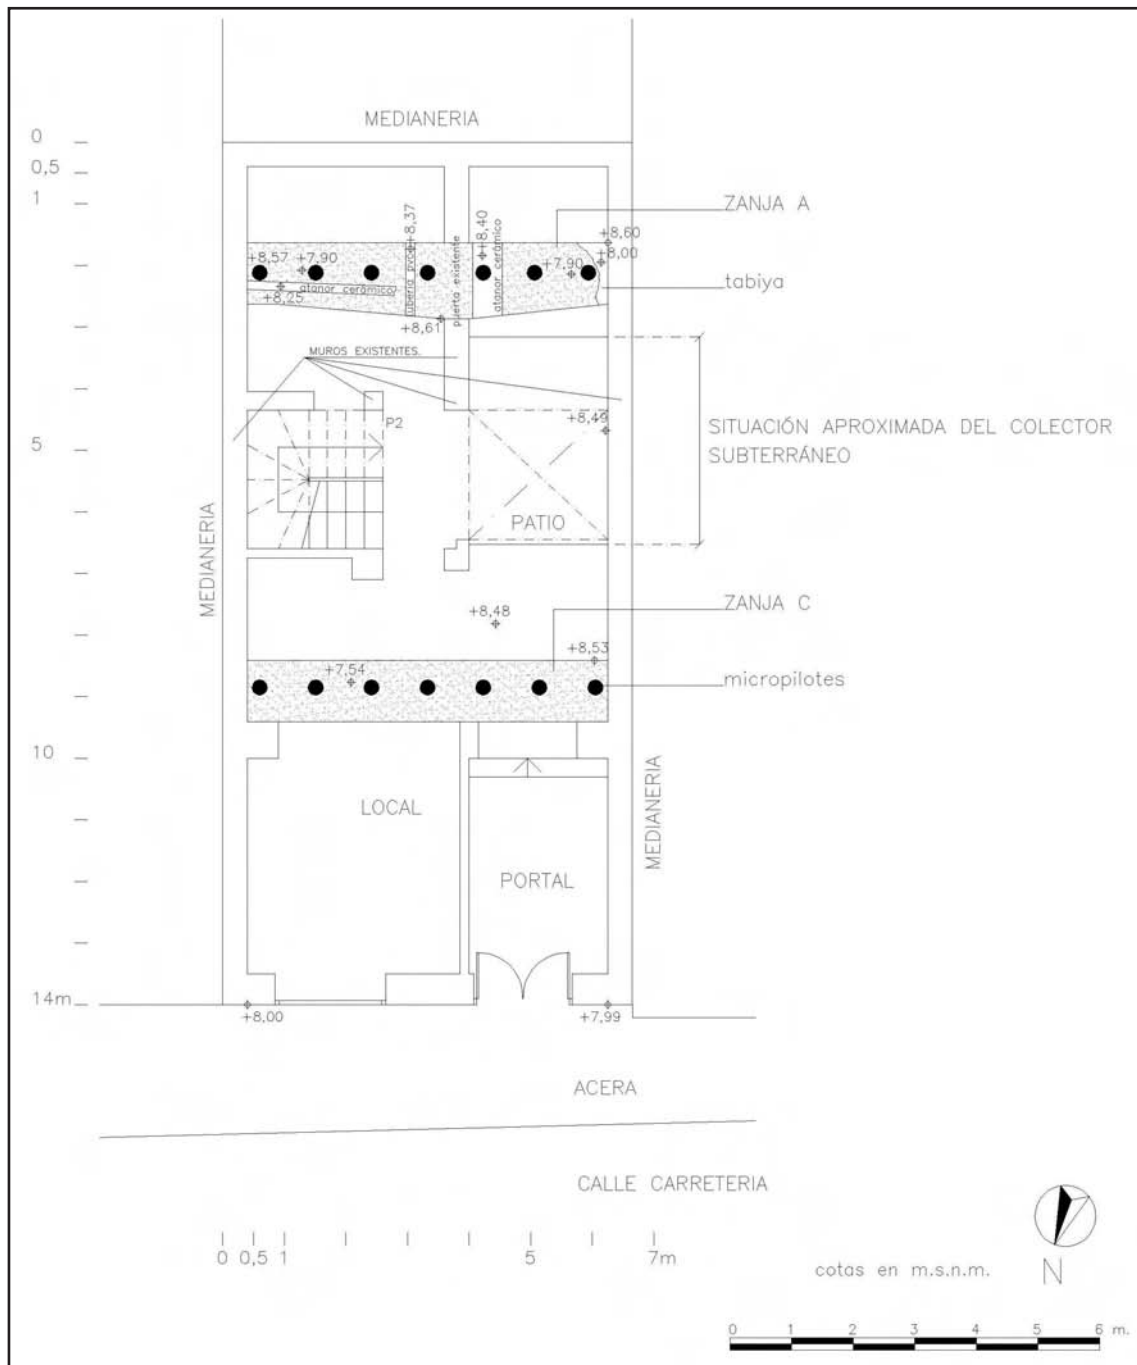 MEDIANERIA
0
0,5
1
ZANJA A
+8,37
+8,40
+8,60
+8,57
+7,90
+7,90
+8,00
tabiya
tuberia pvc
puerta existente
atanor cerámico
atanor cerámico
+8,25
+8,61
MUROS EXISTENTES.
P2
+8,49
5
SITUACIÓN APROXIMADA DEL COLECTOR
SUBTERRÁNEO
PATIO
MEDIANERIA
ZANJA C
+8,48
+8,53
+7,54
micropilotes
10
MEDIANERIA
LOCAL
PORTAL
14m
+8,00
+7,99
ACERA
CALLE CARRETERIA
0 0,5 1 5 7m
cotas en m.s.n.m.
N
0 1 2 3 4 5 6 m.